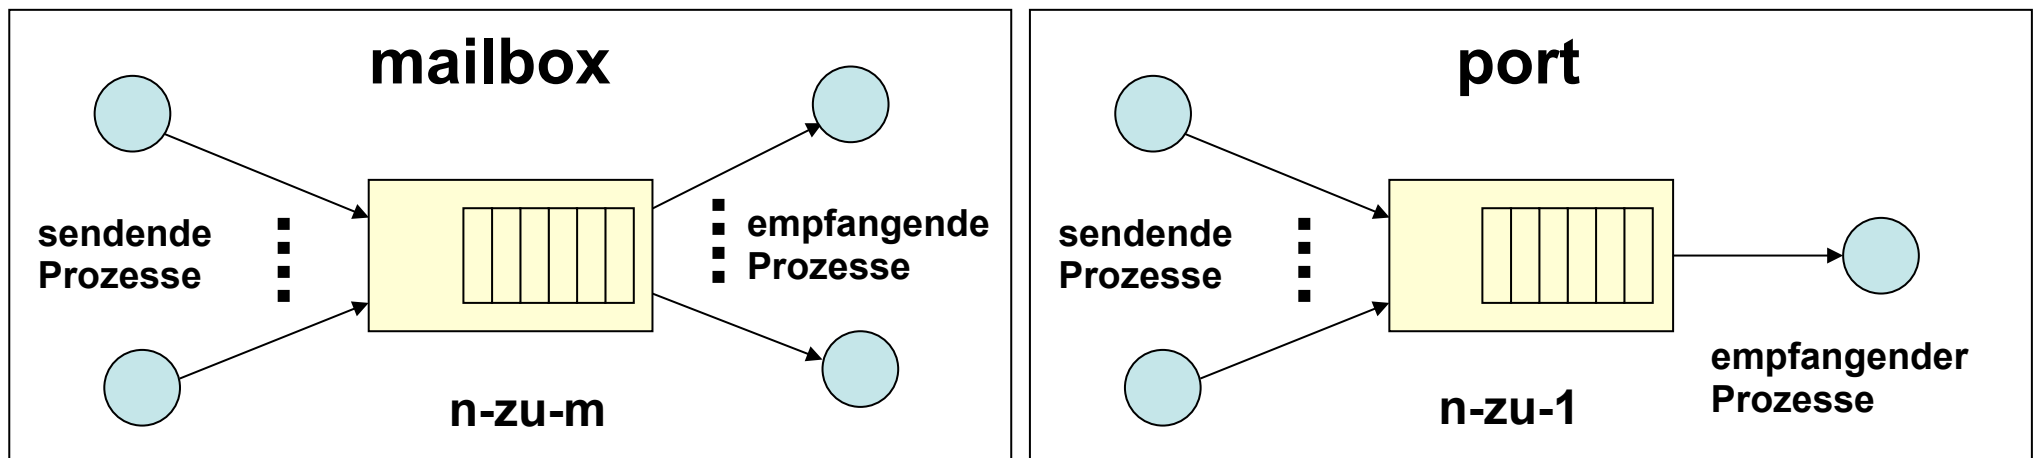 mailbox
sendende
Prozesse
empfangende
Prozesse
n-zu-m
port
sendende
Prozesse
empfangender
Prozesse
n-zu-1